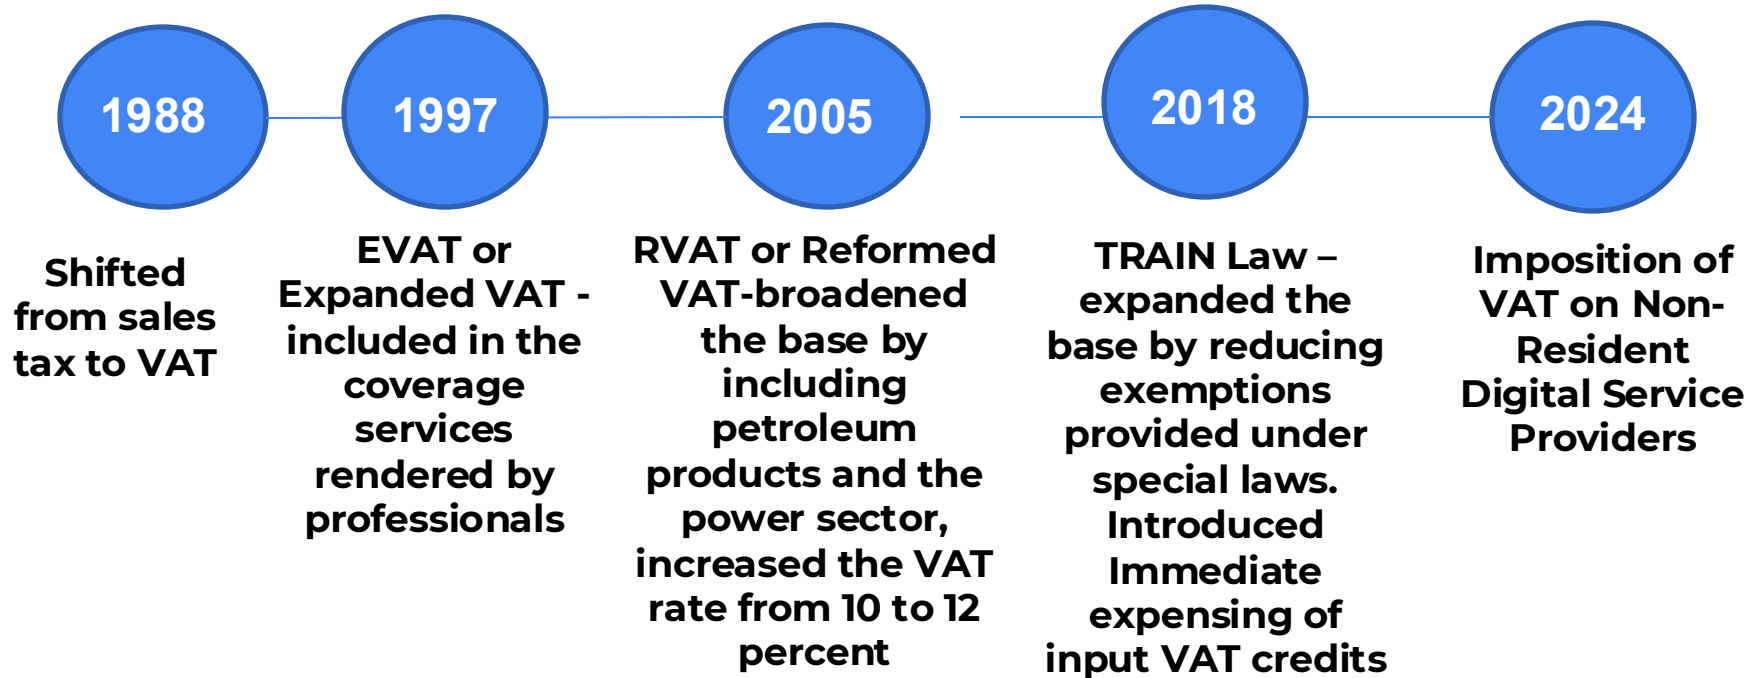 1988
Shifted
from sales
tax to VAT
1997
EVAT or
Expanded VAT -
included in the
coverage
services
rendered by
professionals
2005
RVAT or Reformed
VAT-broadened
the base by
including
petroleum
products and the
power sector,
increased the VAT
rate from 10 to 12
percent
2018
TRAIN Law –
expanded the
base by reducing
exemptions
provided under
special laws.
Introduced
Immediate
expensing of
input VAT credits
2024
Imposition of
VAT on Non-
Resident
Digital Service
Providers